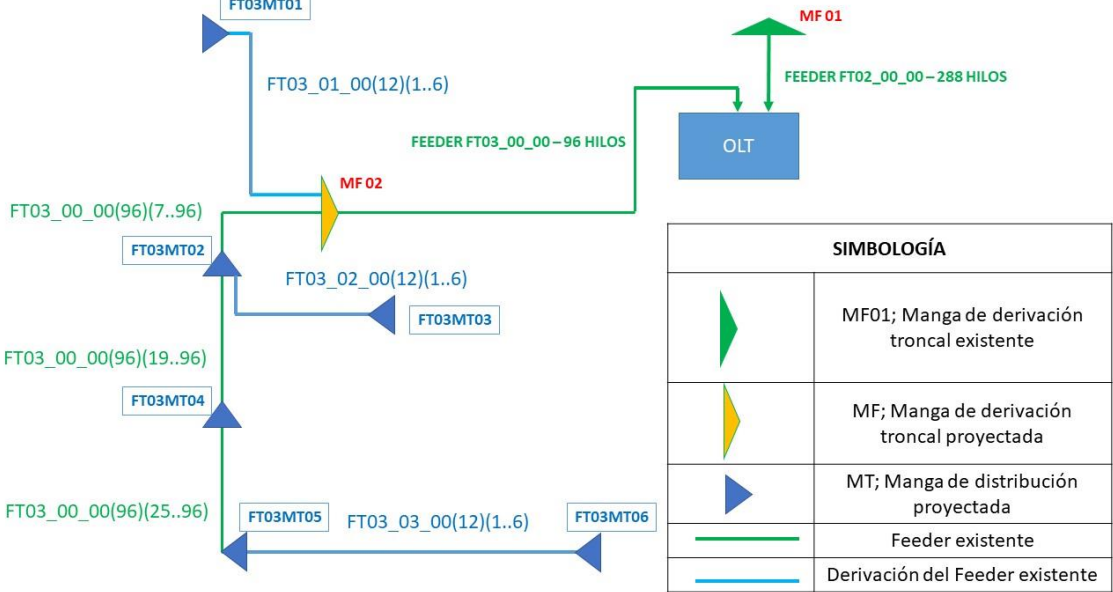 FT03MT01
MF 01
FT03_01_00(12)(1..6)
FEEDER FT02_00_00 – 288 HILOS
FEEDER FT03_00_00 – 96 HILOS
OLT
MF 02
FT03_00_00(96)(7..96)
FT03MT02
FT03_02_00(12)(1..6)
FT03MT03
FT03_00_00(96)(19..96)
FT03MT04
FT03_00_00(96)(25..96)
FT03MT05
FT03_03_00(12)(1..6)
FT03MT06
SIMBOLOGÍA
MF01; Manga de derivación
troncal existente
MF; Manga de derivación
troncal proyectada
MT; Manga de distribución
proyectada
Feeder existente
Derivación del Feeder existente